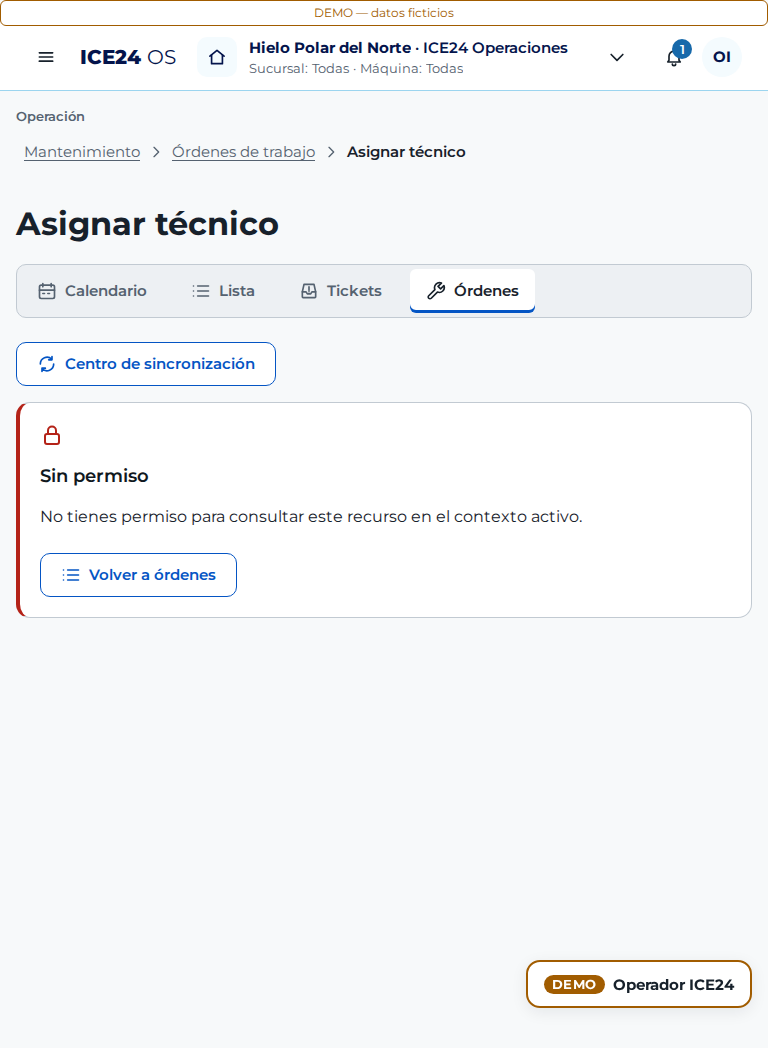 DEMO — datos ficticios
ICE24 OS
Hielo Polar del Norte · ICE24 Operaciones
Sucursal: Todas · Máquina: Todas
1
OI
Operación
Mantenimiento > Órdenes de trabajo > Asignar técnico
Asignar técnico
Calendario Lista Tickets Órdenes
Centro de sincronización
Sin permiso
No tienes permiso para consultar este recurso en el contexto activo.
Volver a órdenes
DEMO Operador ICE24